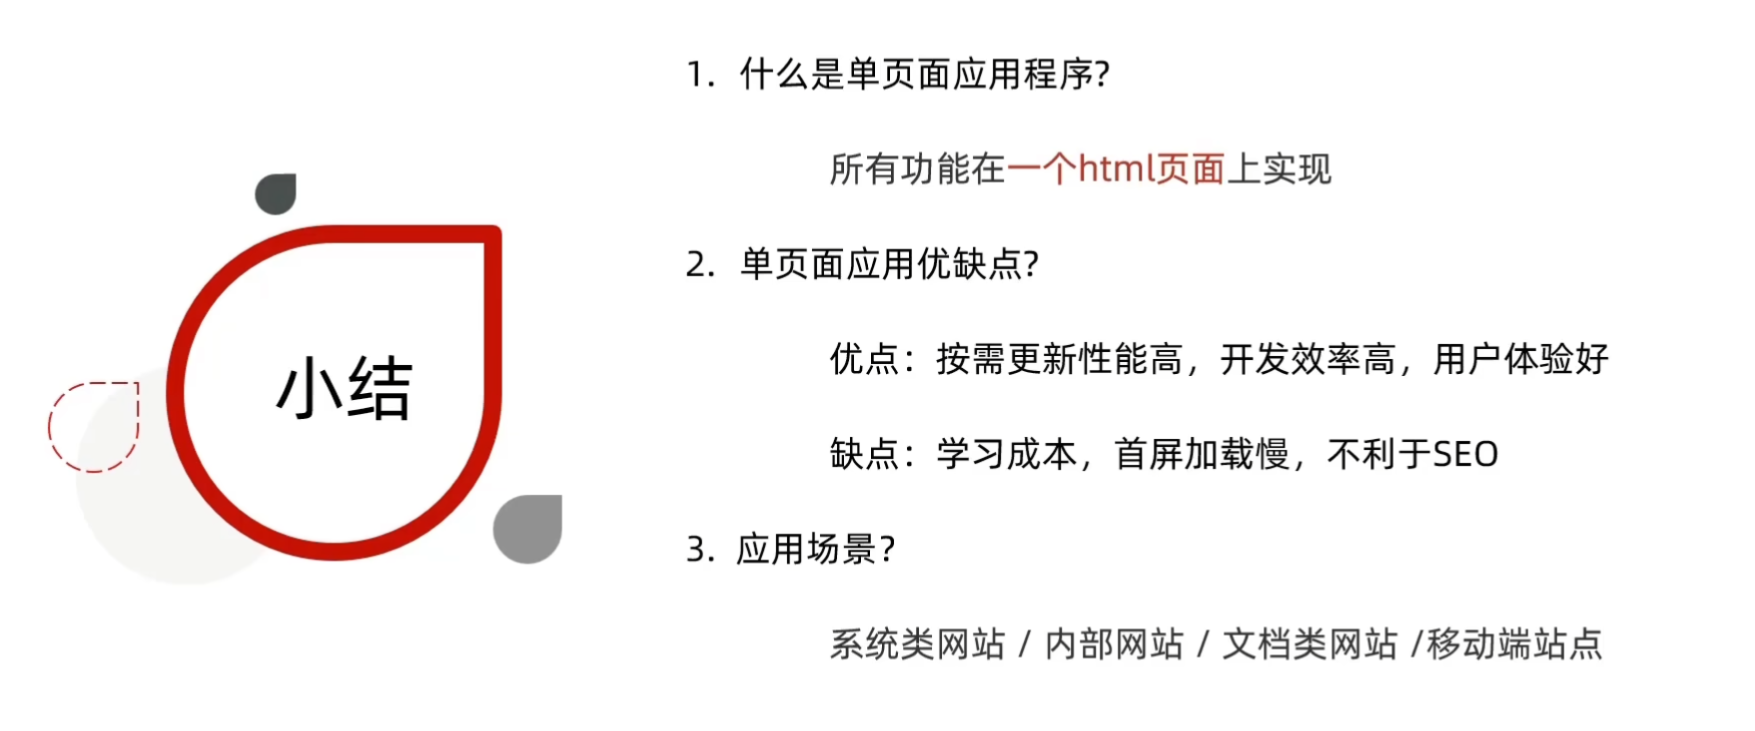 小结
1. 什么是单页面应用程序?
所有功能在一个html页面上实现
2. 单页面应用优缺点?
优点：按需更新性能高，开发效率高，用户体验好
缺点：学习成本，首屏加载慢，不利于SEO
3. 应用场景？
系统类网站 / 内部网站 / 文档类网站 /移动端站点